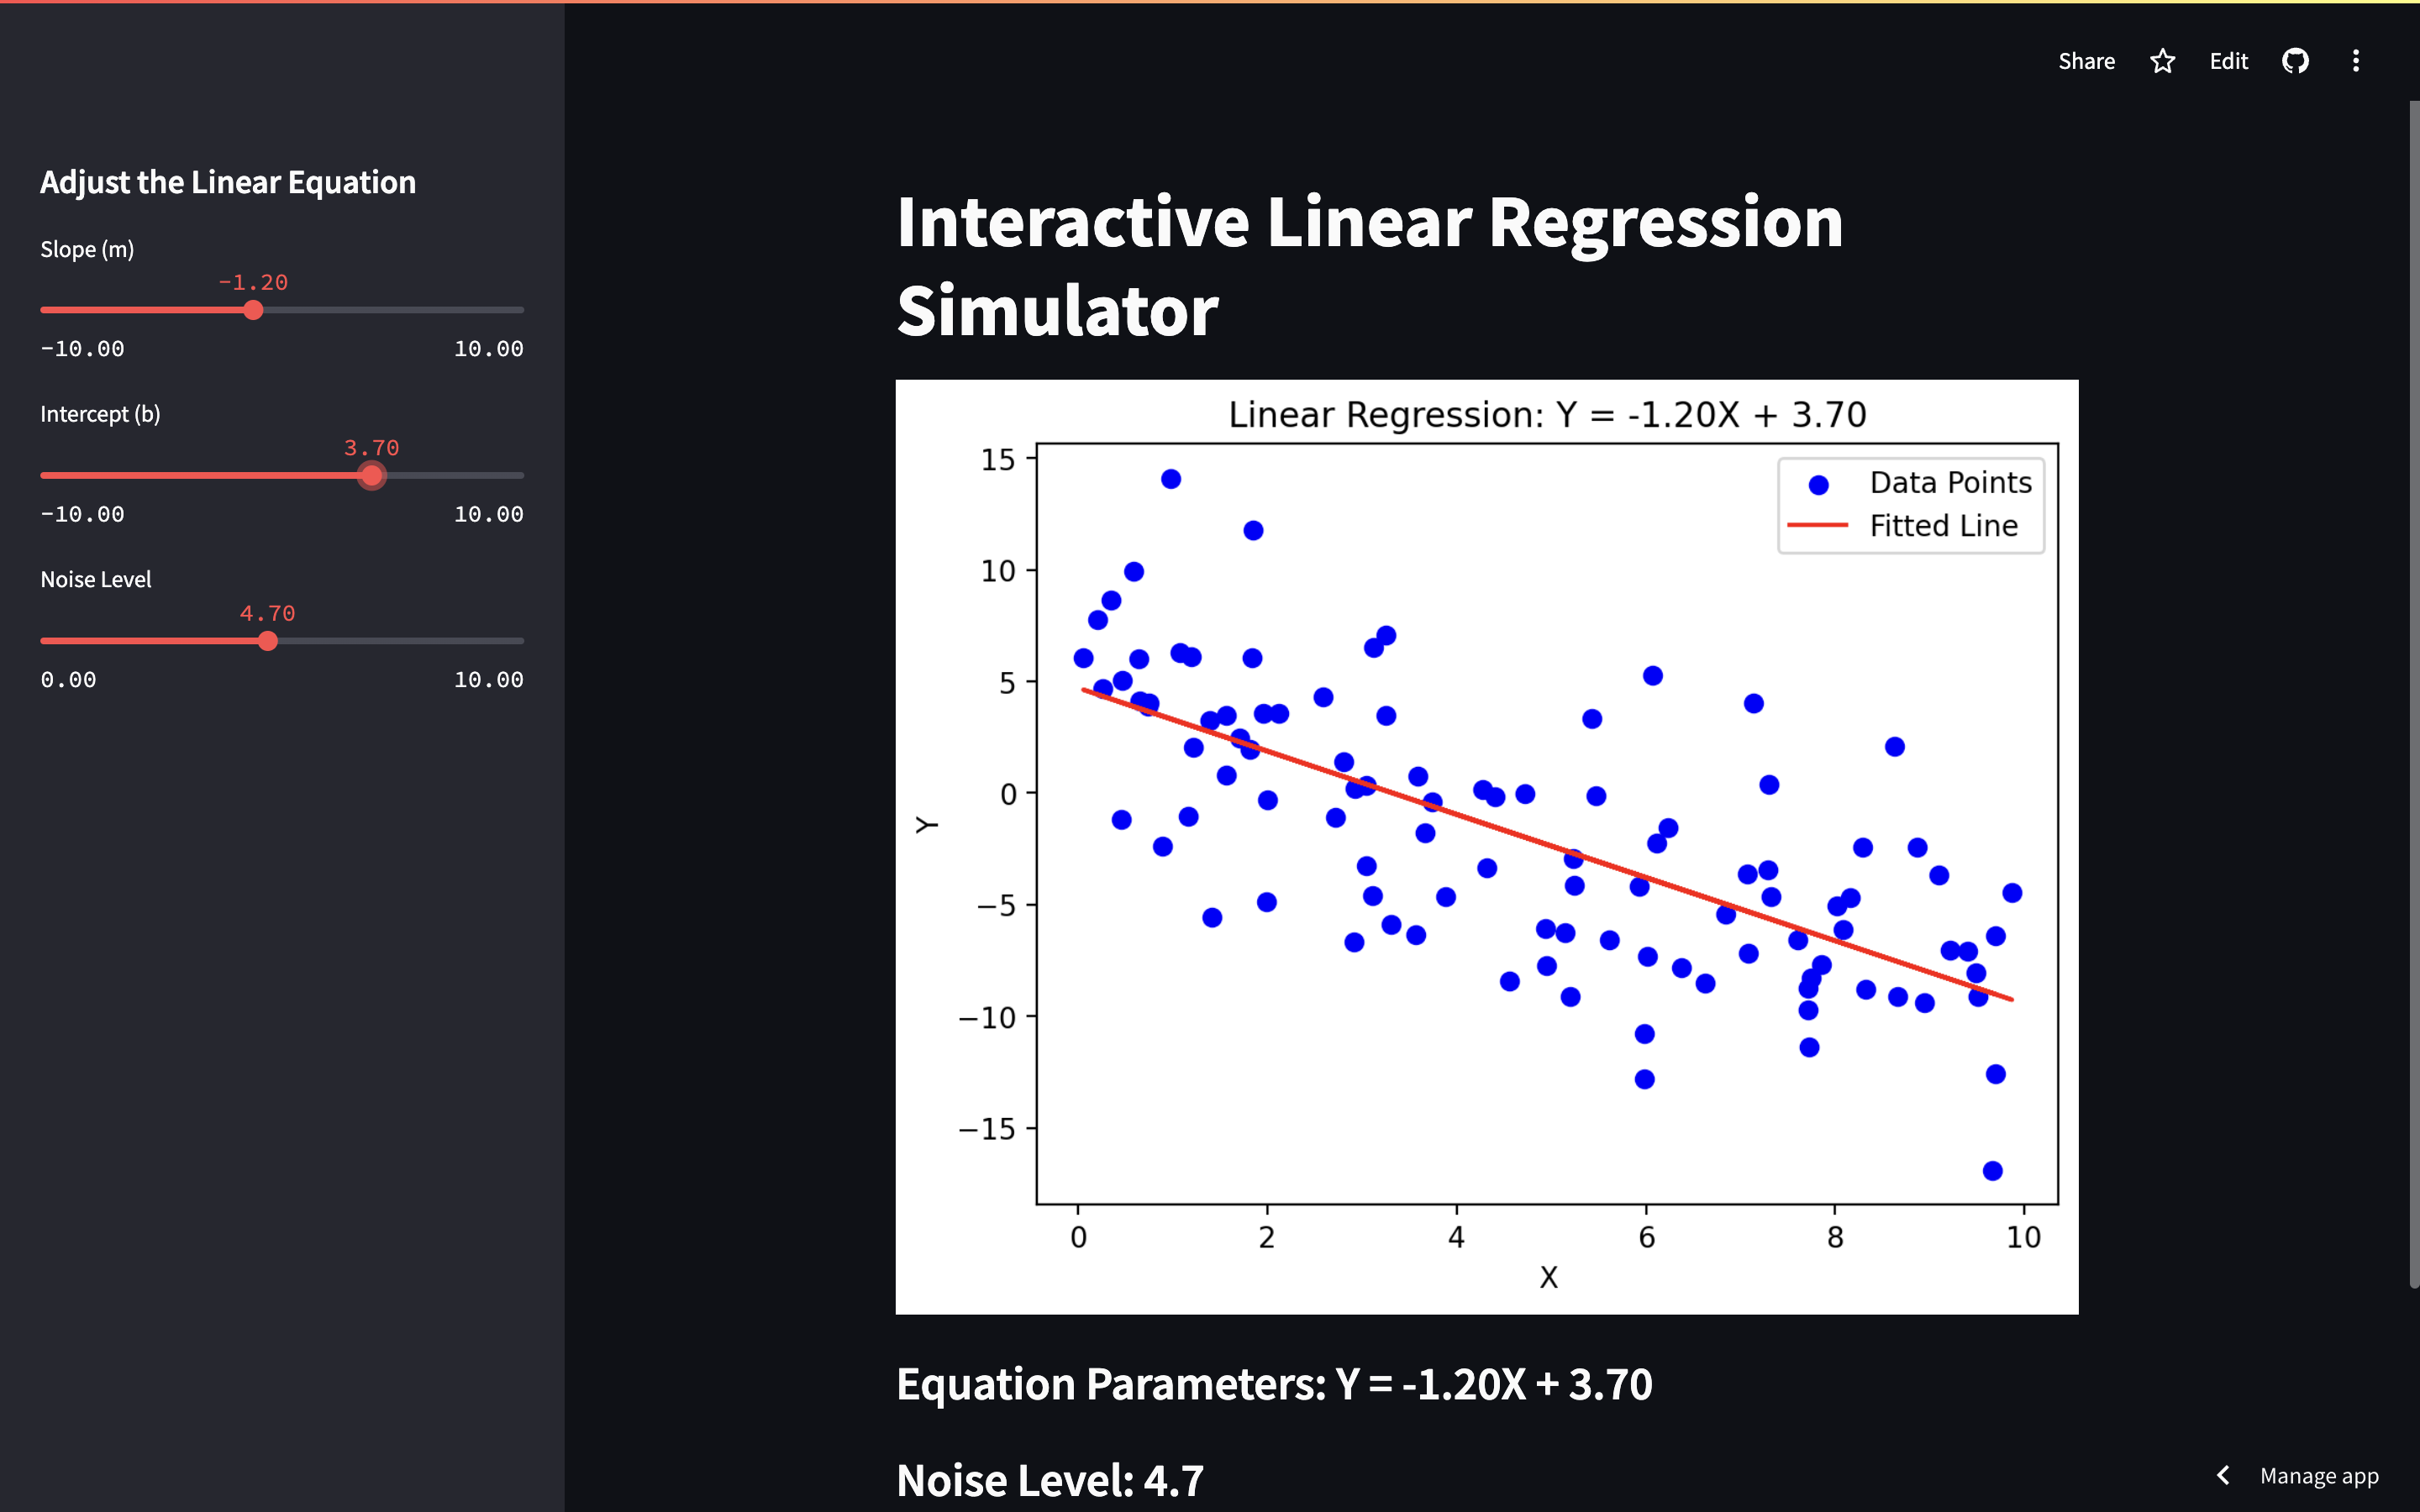 Share Edit
Adjust the Linear Equation
Slope (m)
-1.20
-10.00 10.00
Intercept (b)
3.70
-10.00 10.00
Noise Level
4.70
0.00 10.00
Interactive Linear Regression
Simulator
Linear Regression: Y = -1.20X + 3.70
Data Points
Fitted Line
15
10
5
0
−5
−10
−15
Y
0 2 4 6 8 10
X
Equation Parameters: Y = -1.20X + 3.70
Noise Level: 4.7
Manage app